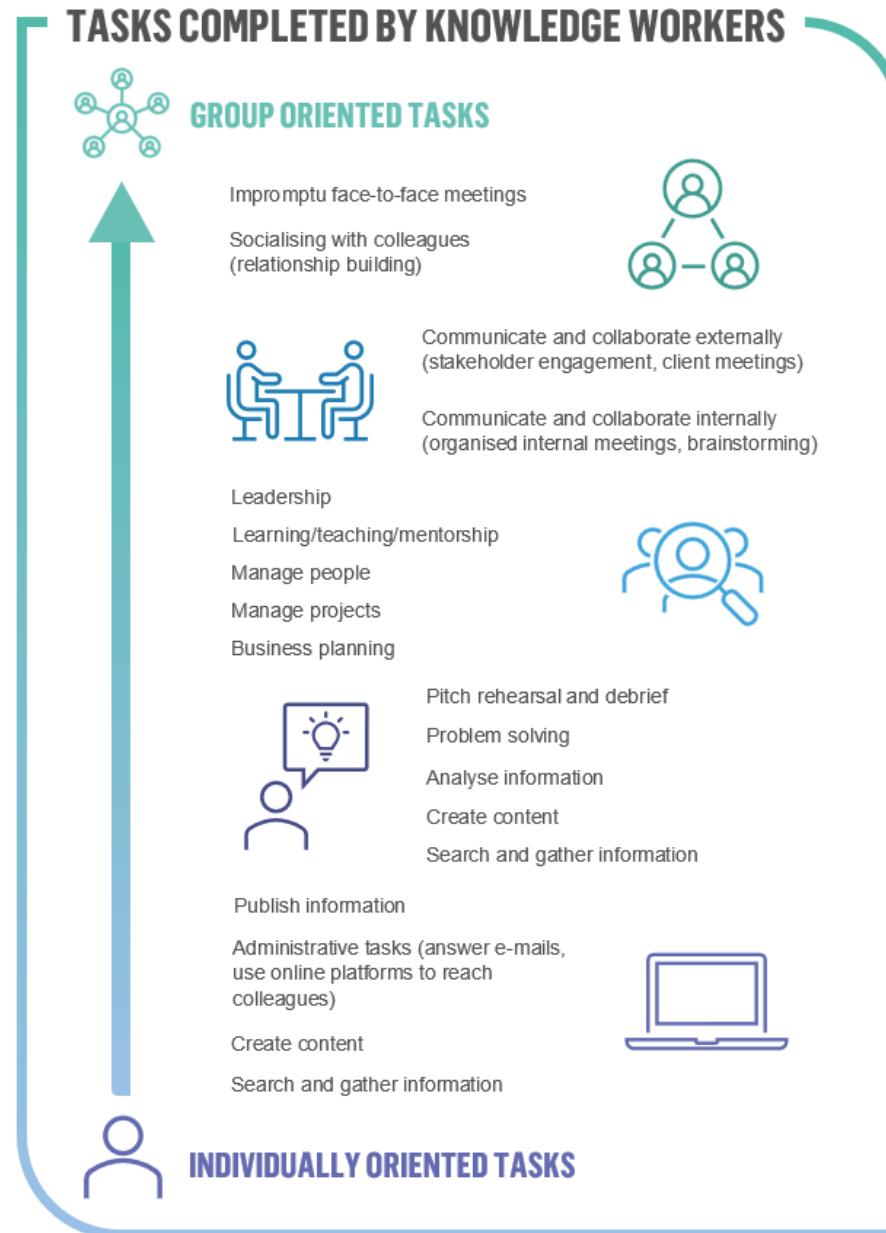 TASKS COMPLETED BY KNOWLEDGE WORKERS
GROUP ORIENTED TASKS
Impromptu face-to-face meetings
Socialising with colleagues
(relationship building)
Communicate and collaborate externally
(stakeholder engagement, client meetings)
Communicate and collaborate internally
(organised internal meetings, brainstorming)
Leadership
Learning/teaching/mentorship
Manage people
Manage projects
Business planning
Pitch rehearsal and debrief
Problem solving
Analyse information
Create content
Search and gather information
Publish information
Administrative tasks (answer e-mails,
use online platforms to reach
colleagues)
Create content
Search and gather information
INDIVIDUALLY ORIENTED TASKS